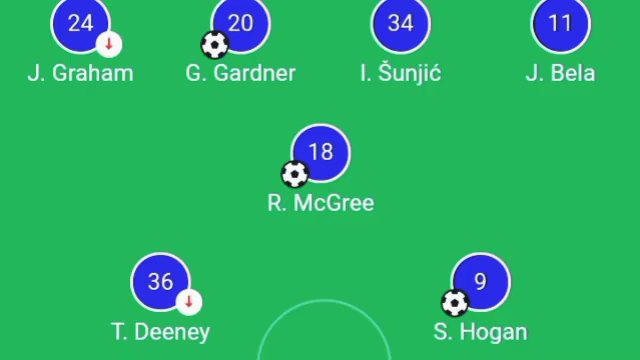 24 20 34 11
J. Graham G. Gardner I. Šunjić J. Bela
18
R. McGree
36 9
T. Deeney S. Hogan